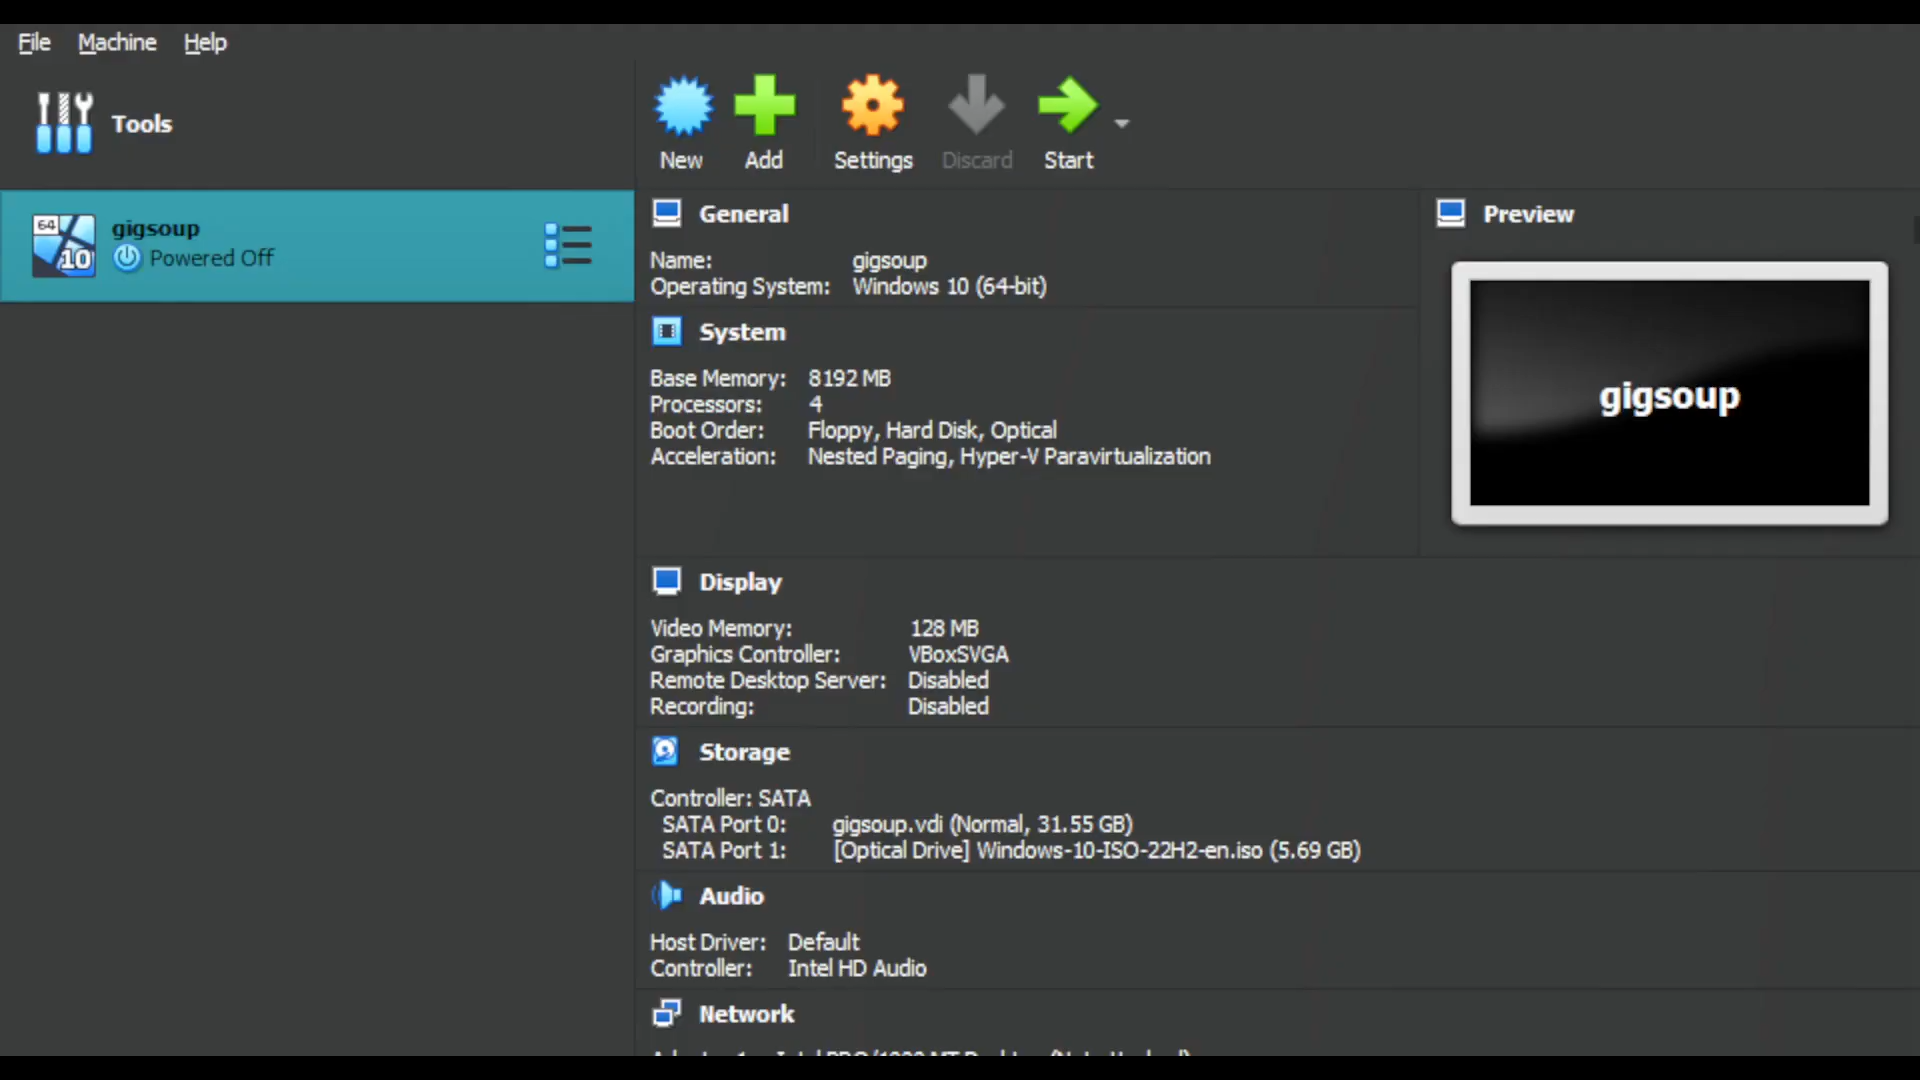 File Machine Help
Tools
New Add Settings Discard Start
64
10
gigsoup
Powered Off
General
Name: gigsoup
Operating System: Windows 10 (64-bit)
System
Base Memory: 8192 MB
Processors: 4
Boot Order: Floppy, Hard Disk, Optical
Acceleration: Nested Paging, Hyper-V Paravirtualization
Preview
gigsoup
Display
Video Memory: 128 MB
Graphics Controller: VBoxSVGA
Remote Desktop Server: Disabled
Recording: Disabled
Storage
Controller: SATA
SATA Port 0: gigsoup.vdi (Normal, 31.55 GB)
SATA Port 1: [Optical Drive] Windows-10-ISO-22H2-en.iso (5.69 GB)
Audio
Host Driver: Default
Controller: Intel HD Audio
Network